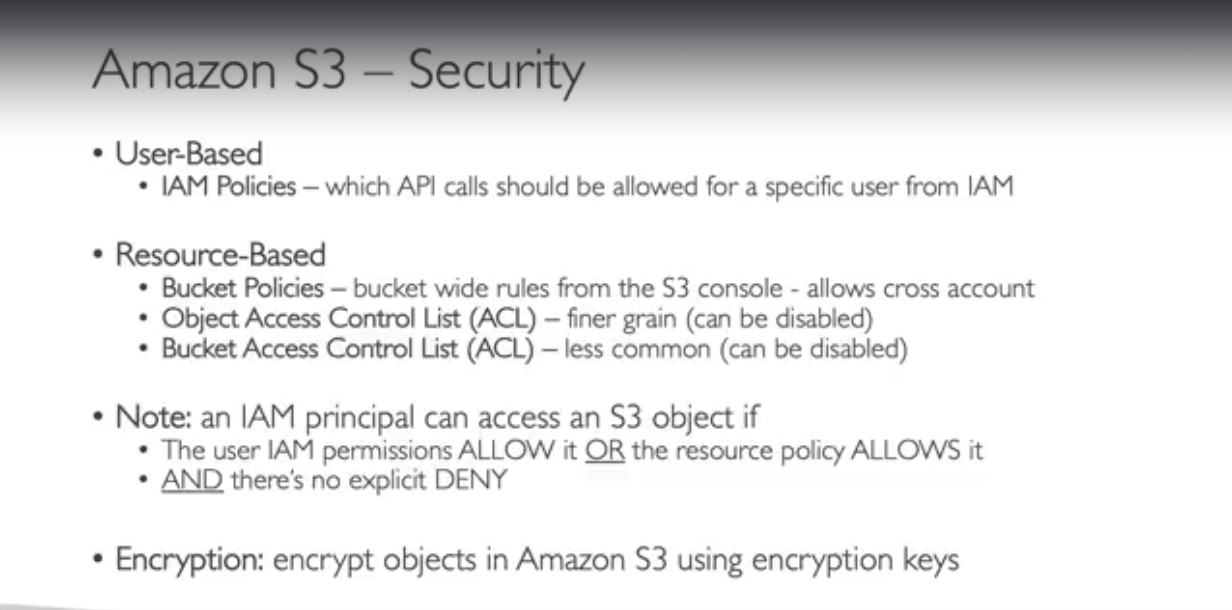 Amazon S3 – Security
• User-Based
• IAM Policies – which API calls should be allowed for a specific user from IAM
• Resource-Based
• Bucket Policies – bucket wide rules from the S3 console - allows cross account
• Object Access Control List (ACL) – finer grain (can be disabled)
• Bucket Access Control List (ACL) – less common (can be disabled)
• Note: an IAM principal can access an S3 object if
• The user IAM permissions ALLOW it OR the resource policy ALLOWS it
• AND there's no explicit DENY
• Encryption: encrypt objects in Amazon S3 using encryption keys